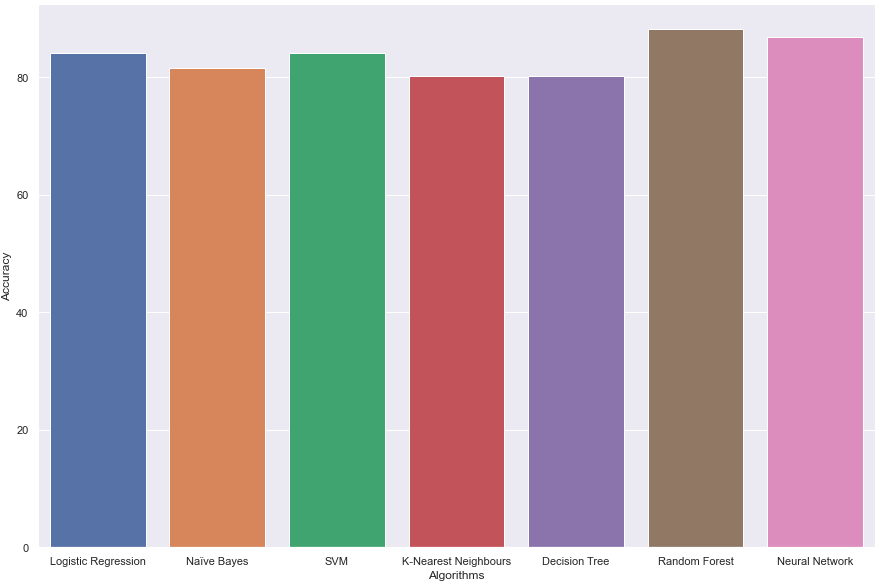 Accuracy
80
60
40
20
0
Logistic Regression
Naïve Bayes
SVM
K-Nearest Neighbours
Decision Tree
Random Forest
Neural Network
Algorithms